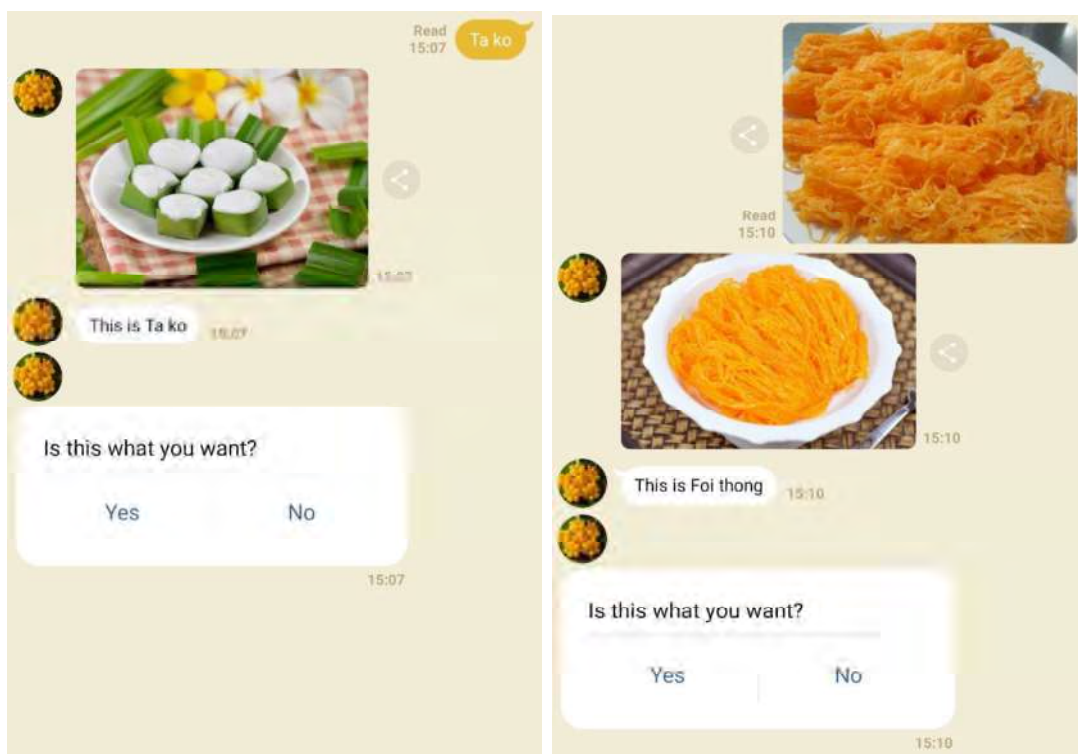 Read
15:07
Ta ko
15:07
This is Ta ko
15:07
Is this what you want?
Yes No
15:07
Read
15:10
15:10
This is Foi thong
15:10
Is this what you want?
Yes No
15:10